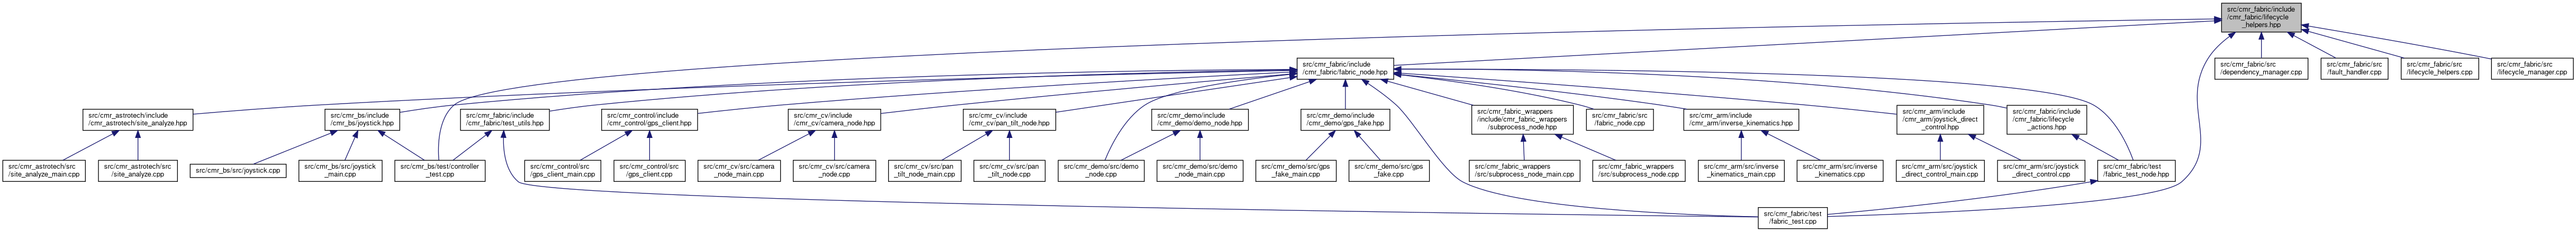 src/cmr_fabric/include
/cmr_fabric/lifecycle
_helpers.hpp
src/cmr_fabric/include
/cmr_fabric/fabric_node.hpp
src/cmr_fabric/src
/dependency_manager.cpp
src/cmr_fabric/src
/fault_handler.cpp
src/cmr_fabric/src
/lifecycle_helpers.cpp
src/cmr_fabric/src
/lifecycle_manager.cpp
src/cmr_astrotech/include
/cmr_astrotech/site_analyze.hpp
src/cmr_bs/include
/cmr_bs/joystick.hpp
src/cmr_fabric/include
/cmr_fabric/test_utils.hpp
src/cmr_control/include
/cmr_control/gps_client.hpp
src/cmr_cv/include
/cmr_cv/camera_node.hpp
src/cmr_cv/include
/cmr_cv/pan_tilt_node.hpp
src/cmr_demo/include
/cmr_demo/demo_node.hpp
src/cmr_demo/include
/cmr_demo/gps_fake.hpp
src/cmr_fabric_wrappers
/include/cmr_fabric_wrappers
/subprocess_node.hpp
src/cmr_fabric/src
/fabric_node.cpp
src/cmr_arm/include
/cmr_arm/inverse_kinematics.hpp
src/cmr_arm/include
/cmr_arm/joystick_direct
_control.hpp
src/cmr_fabric/include
/cmr_fabric/lifecycle
_actions.hpp
src/cmr_astrotech/src
/site_analyze_main.cpp
src/cmr_astrotech/src
/site_analyze.cpp
src/cmr_bs/src/joystick.cpp
src/cmr_bs/src/joystick
_main.cpp
src/cmr_bs/test/controller
_test.cpp
src/cmr_control/src
/gps_client_main.cpp
src/cmr_control/src
/gps_client.cpp
src/cmr_cv/src/camera
_node_main.cpp
src/cmr_cv/src/camera
_node.cpp
src/cmr_cv/src/pan
_tilt_node_main.cpp
src/cmr_cv/src/pan
_tilt_node.cpp
src/cmr_demo/src/demo
_node.cpp
src/cmr_demo/src/demo
_node_main.cpp
src/cmr_demo/src/gps
_fake_main.cpp
src/cmr_demo/src/gps
_fake.cpp
src/cmr_fabric_wrappers
/src/subprocess_node_main.cpp
src/cmr_fabric_wrappers
/src/subprocess_node.cpp
src/cmr_arm/src/inverse
_kinematics_main.cpp
src/cmr_arm/src/inverse
_kinematics.cpp
src/cmr_arm/src/joystick
_direct_control_main.cpp
src/cmr_arm/src/joystick
_direct_control.cpp
src/cmr_fabric/test
/fabric_test_node.hpp
src/cmr_fabric/test
/fabric_test.cpp